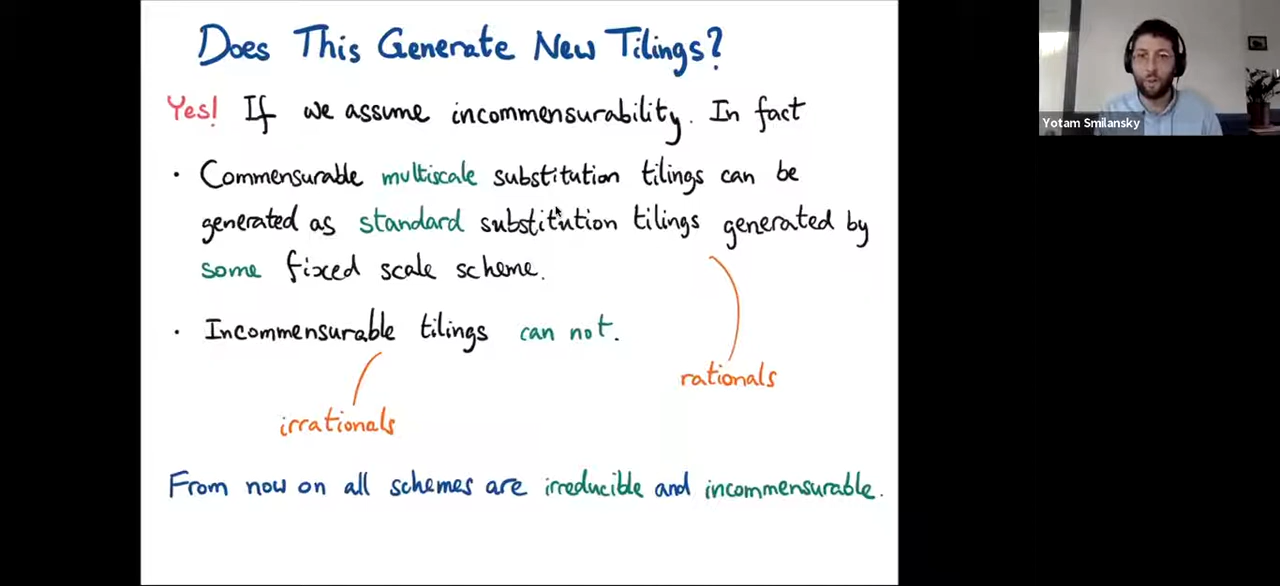 Does This Generate New Tilings?
Yes! If we assume incommensurability. In fact
• Commensurable multiscale substitution tilings can be
generated as standard substitution tilings generated by
some fixed scale scheme.
• Incommensurable tilings can not.
rationals
irrationals
From now on all schemes are irreducible and incommensurable.
Yotam Smilansky